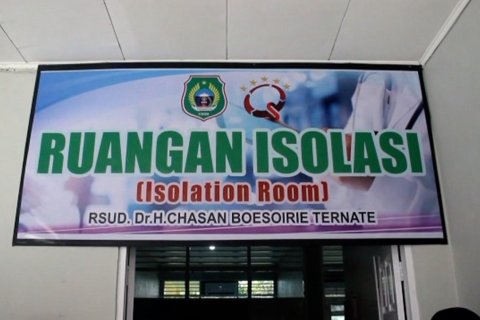 RUANGAN ISOLASI
(Isolation Room)
RSUD. Dr.H.CHASAN BOESOIRIE TERNATE